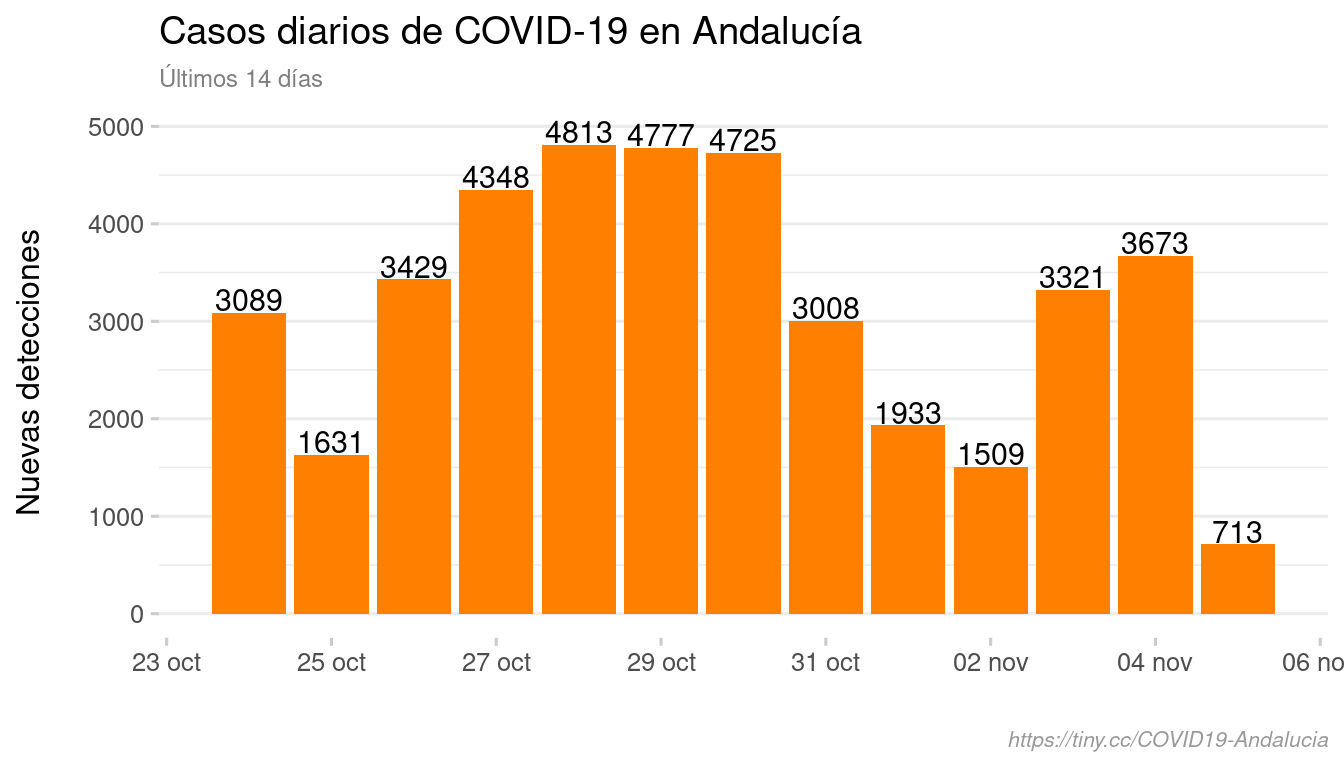 Casos diarios de COVID-19 en Andalucía
Últimos 14 días
Nuevas detecciones
5000
4000
3000
2000
1000
0
3089
1631
3429
4348
4813
4777
4725
3008
1933
1509
3321
3673
713
23 oct
25 oct
27 oct
29 oct
31 oct
02 nov
04 nov
06 no
https://tiny.cc/COVID19-Andalucia